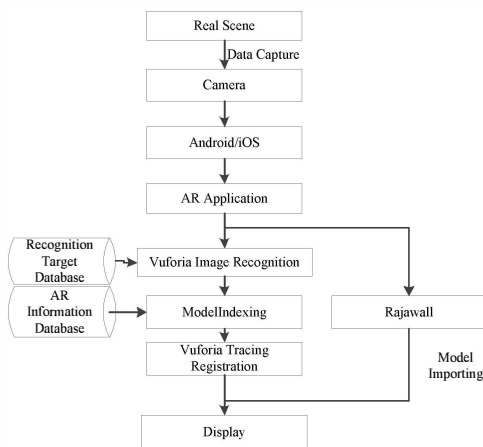 Real Scene
Data Capture
Camera
Android/iOS
AR Application
Recognition
Target
Database
Vuforia Image Recognition
AR
Information
Database
ModelIndexing
Rajawall
Vuforia Tracing
Registration
Model
Importing
Display